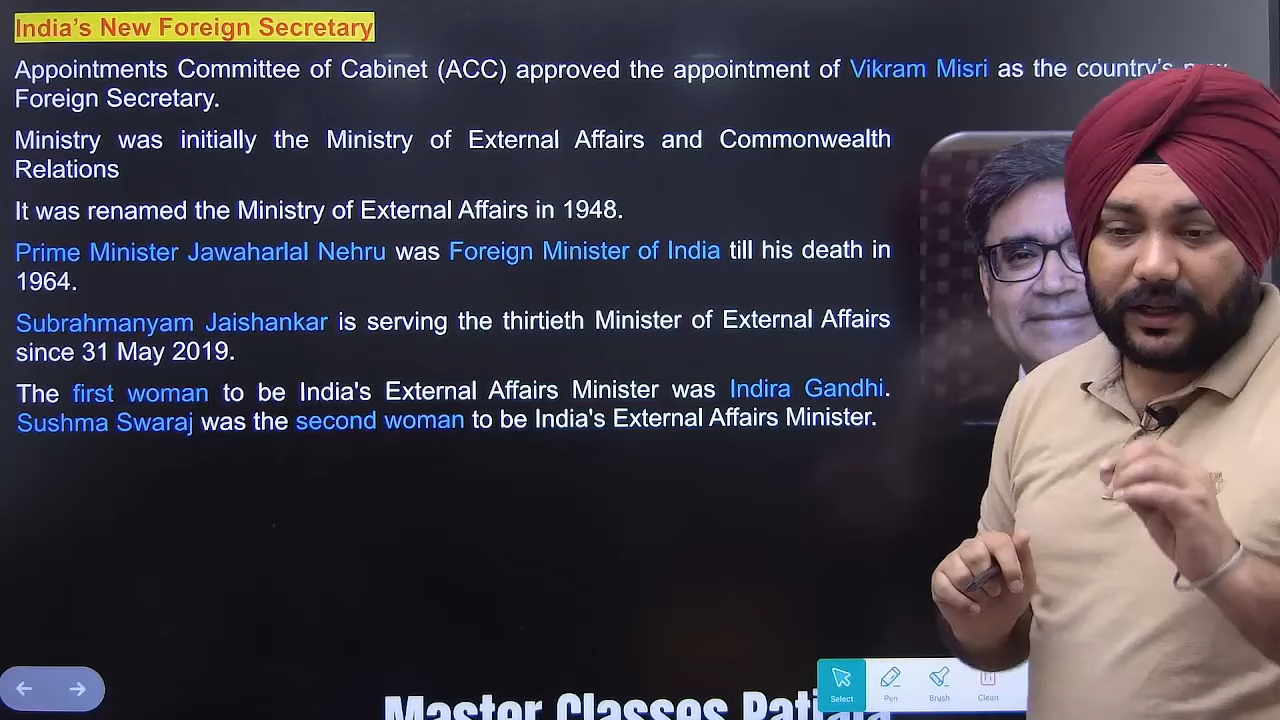 India’s New Foreign Secretary
Appointments Committee of Cabinet (ACC) approved the appointment of Vikram Misri as the country’s new
Foreign Secretary.
Ministry was initially the Ministry of External Affairs and Commonwealth
Relations
It was renamed the Ministry of External Affairs in 1948.
Prime Minister Jawaharlal Nehru was Foreign Minister of India till his death in
1964.
Subrahmanyam Jaishankar is serving the thirtieth Minister of External Affairs
since 31 May 2019.
The first woman to be India's External Affairs Minister was Indira Gandhi.
Sushma Swaraj was the second woman to be India's External Affairs Minister.
Select Pen Brush Clean
Master Classes Patiala